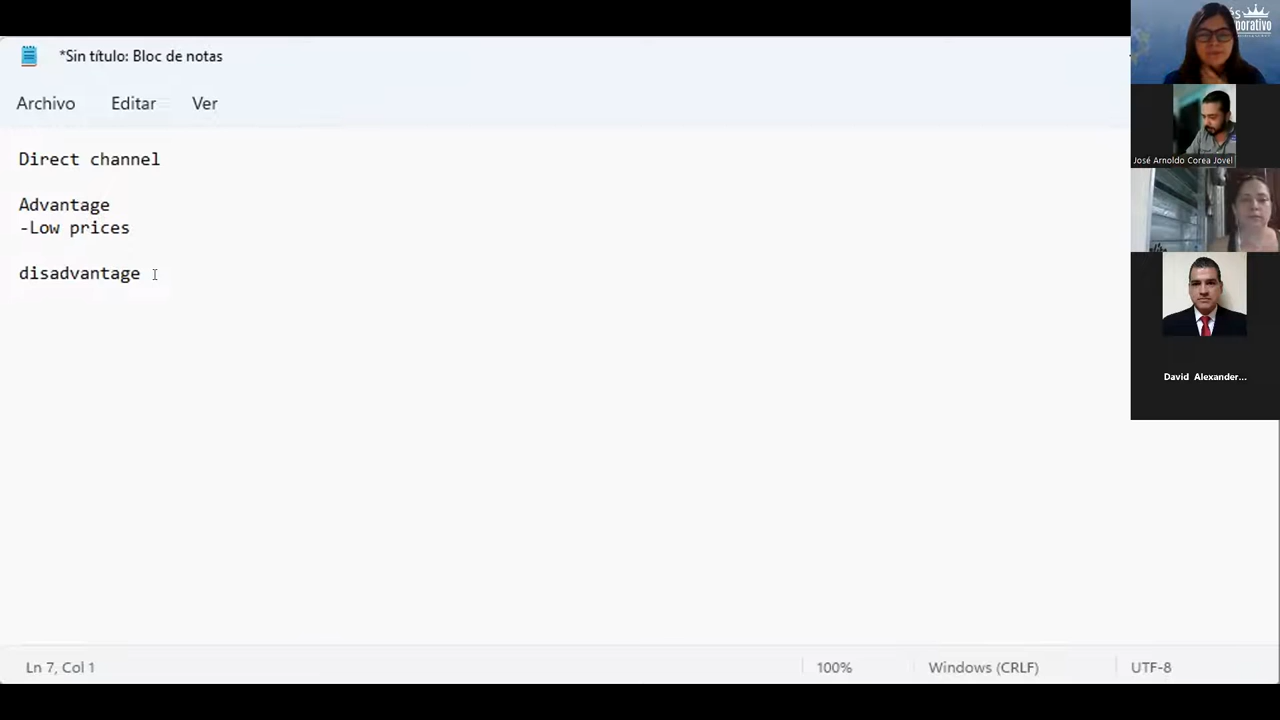 *Sin título: Bloc de notas
Archivo Editar Ver
Direct channel
Advantage
-Low prices
disadvantage
Ln 7, Col 1
100%
Windows (CRLF)
UTF-8
José Arnoldo Corea Jovel
David Alexander...